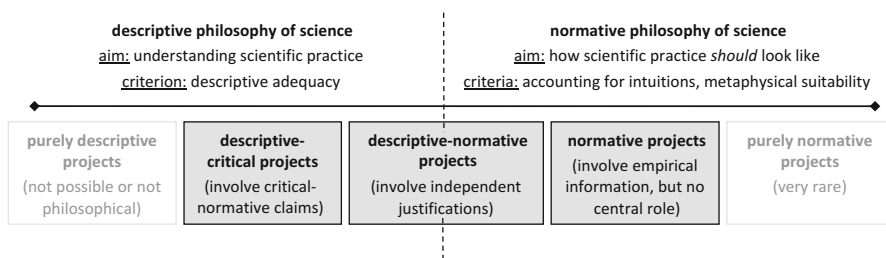 descriptive philosophy of science
aim: understanding scientific practice
criterion: descriptive adequacy
normative philosophy of science
aim: how scientific practice should look like
criteria: accounting for intuitions, metaphysical suitability
purely descriptive
projects
(not possible or not
philosophical)
descriptive-
critical projects
(involve critical-
normative claims)
descriptive-normative
projects
(involve independent
justifications)
normative projects
(involve empirical
information, but no
central role)
purely normative
projects
(very rare)